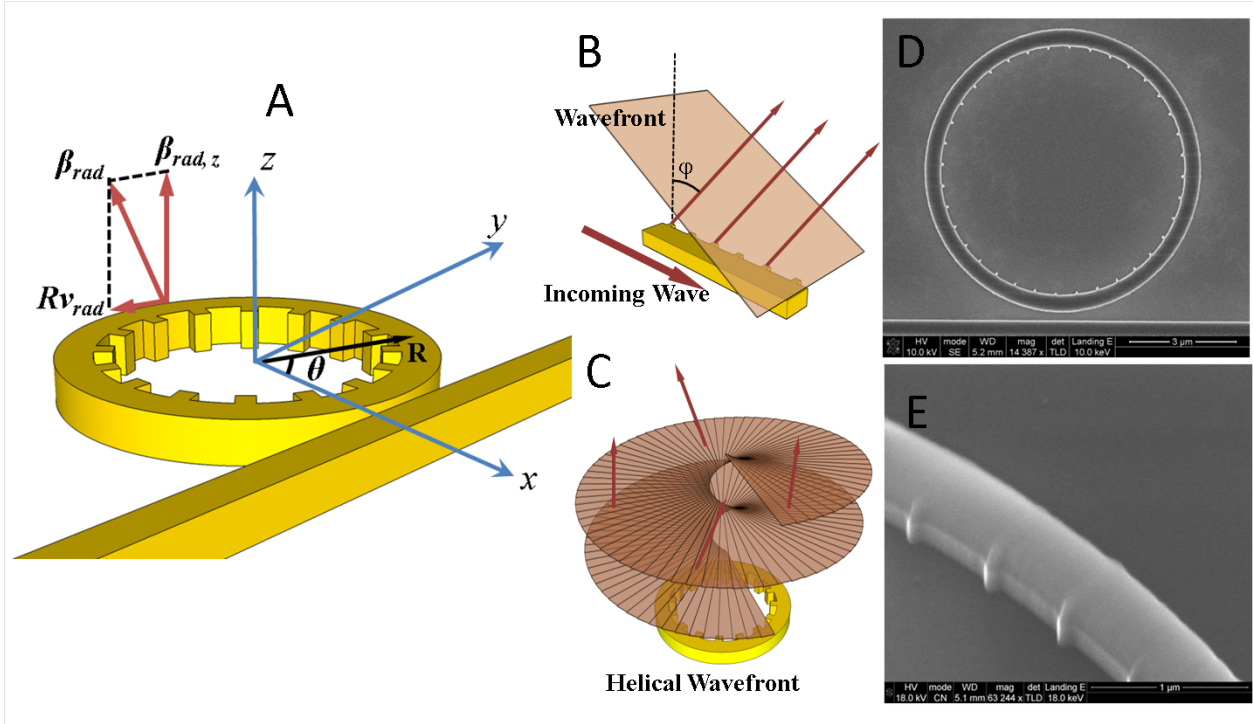 A
β_rad
β_rad, z
z
y
Rv_rad
R
θ
x
B
Wavefront
φ
Incoming Wave
C
Helical Wavefront
D
HV mode WD mag det Landing E
10.0 kV SE 5.2 mm 14 387 x TLD 10.0 keV
3 µm
E
HV mode WD mag det Landing E
18.0 kV CN 5.1 mm 63 244 x TLD 18.0 keV
1 µm